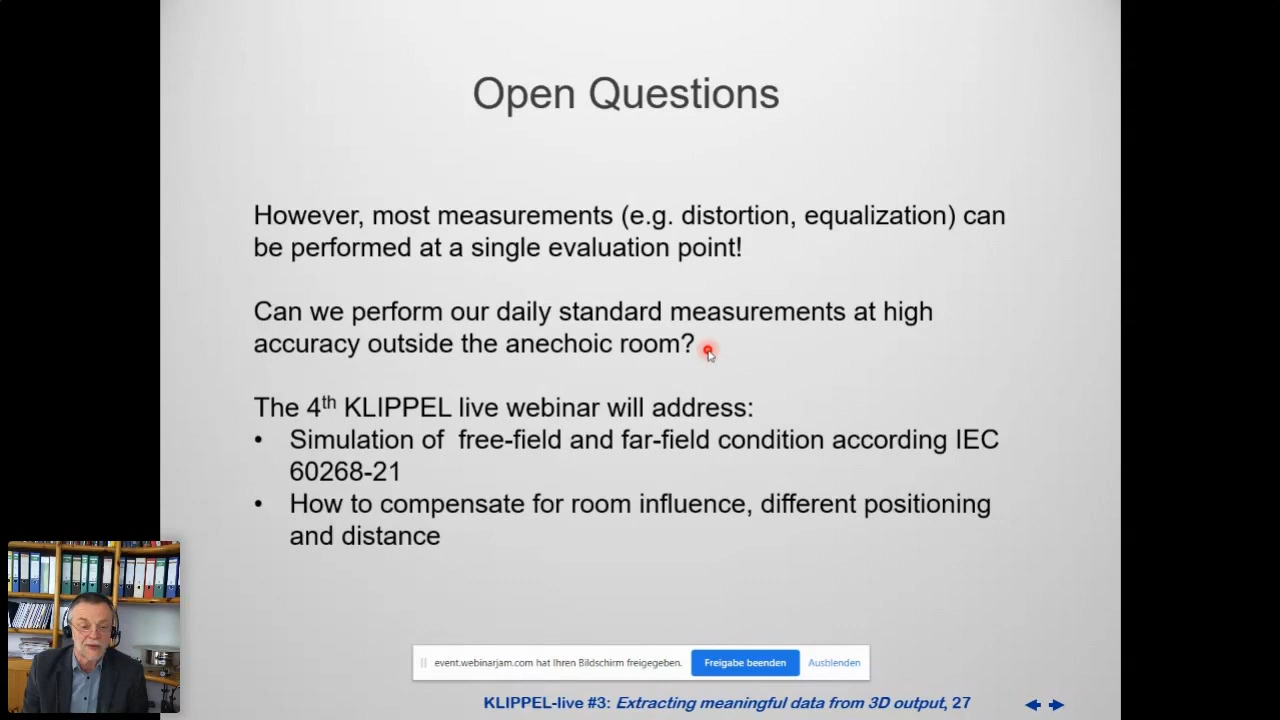 Open Questions
However, most measurements (e.g. distortion, equalization) can
be performed at a single evaluation point!
Can we perform our daily standard measurements at high
accuracy outside the anechoic room?
The 4th KLIPPEL live webinar will address:
• Simulation of free-field and far-field condition according IEC
60268-21
• How to compensate for room influence, different positioning
and distance
event.webinarjam.com hat Ihren Bildschirm freigegeben. Freigabe beenden Ausblenden
KLIPPEL-live #3: Extracting meaningful data from 3D output, 27